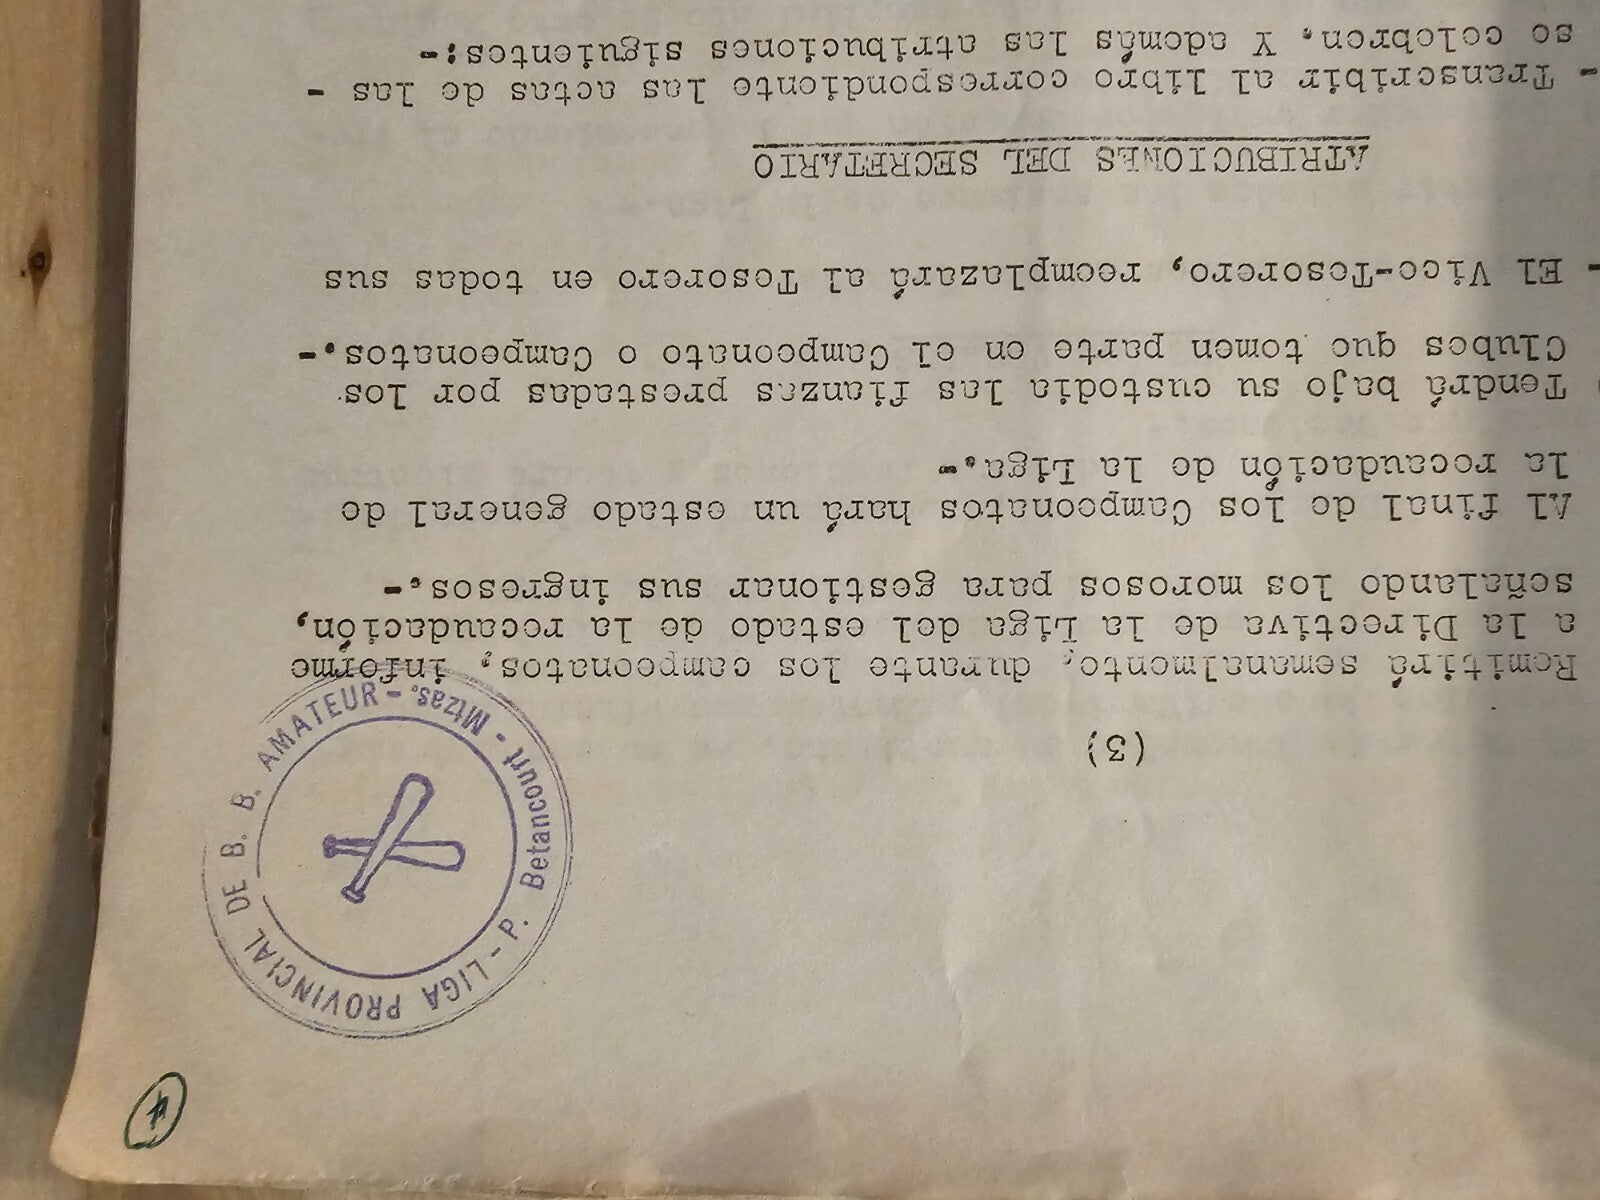 (3)
LIGA PROVINCIAL DE B. B. AMATEUR - Mtzas. - P. Betancourt -
Remitirá semanalmente, durante los campeonatos, informe
a la Directiva de la Liga del estado de la recaudación,
señalando los morosos para gestionar sus ingresos.-
Al final de los Campeonatos hará un estado general de
la recaudación de la Liga.-
Tendrá bajo su custodia las fianzas prestadas por los
Clubes que tomen parte en el Campeonato o Campeonatos.-
- El Vice-Tesorero, reemplazará al Tesorero en todas sus
ATRIBUCIONES DEL SECRETARIO
- Transcribir al libro correspondiente las actas de las -
se celebren. Y además las atribuciones siguientes:-